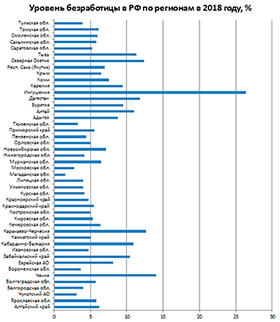 Уровень безработицы в РФ по регионам в 2018 году, %
Тульская обл.
Томская обл.
Смоленская обл.
Сахалинская обл.
Саратовская обл.
Тыва
Северная Осетия
Респ. Саха (Якутия)
Крым
Коми
Карелия
Ингушения
Дагестан
Бурятия
Алтай
Адыгея
Тюменская обл.
Приморский край
Пензенская обл.
Орловская обл.
Новосибирская обл.
Нижегородская обл.
Мурманская обл.
Московская обл.
Магаданская обл.
Липецкая обл.
Ульяновская обл.
Курская обл.
Красноярский край
Краснодарский край
Костромская обл.
Кировская обл.
Кемеровская обл.
Карачаево-Черкесия
Камчатский край
Кабардино-Балкария
Ивановская обл.
Забайкальский край
Еврейская АО
Воронежская обл.
Чечня
Волгоградская обл.
Белгородская обл.
Чукотский АО
Ярославская обл.
Алтайский край
0 5 10 15 20 25 30